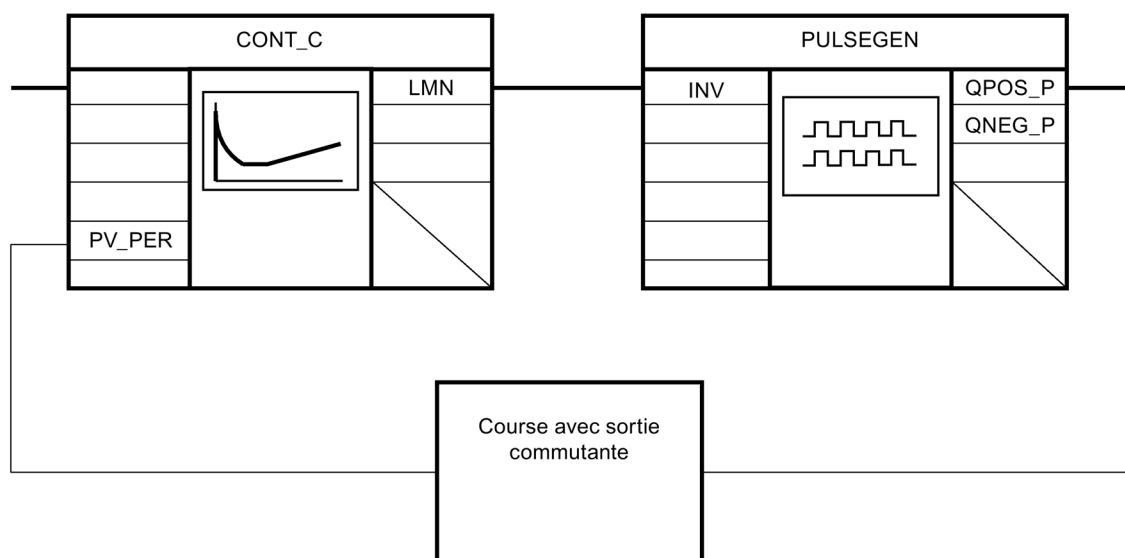 CONT_C
PULSEGEN
LMN
INV
QPOS_P
QNEG_P
PV_PER
Course avec sortie
commutante